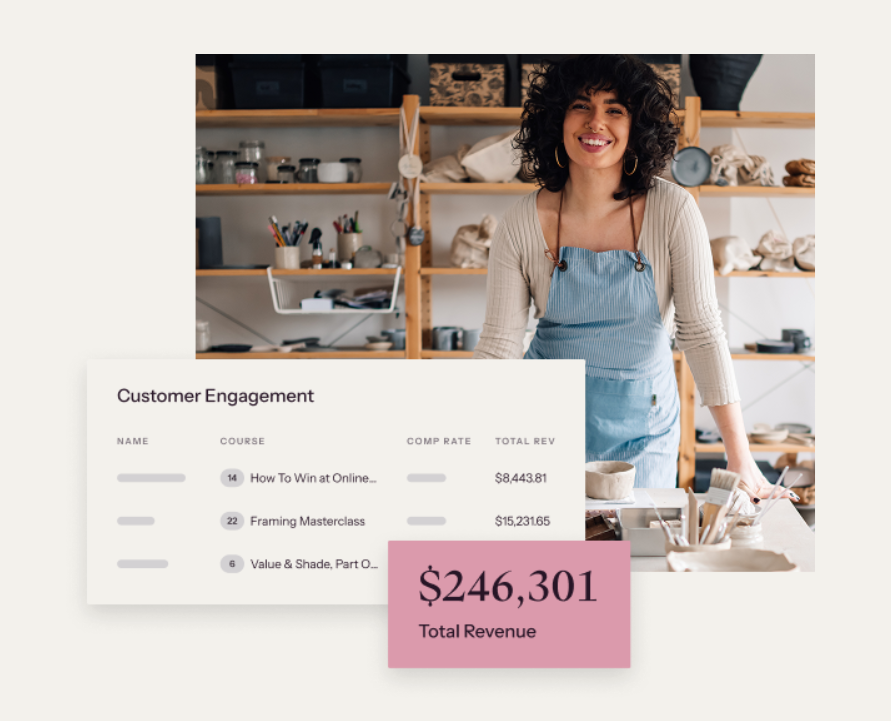 Customer Engagement
NAME COURSE COMP RATE TOTAL REV
14 How To Win at Online... $8,443.81
22 Framing Masterclass $15,231.65
6 Value & Shade, Part O...
$246,301
Total Revenue